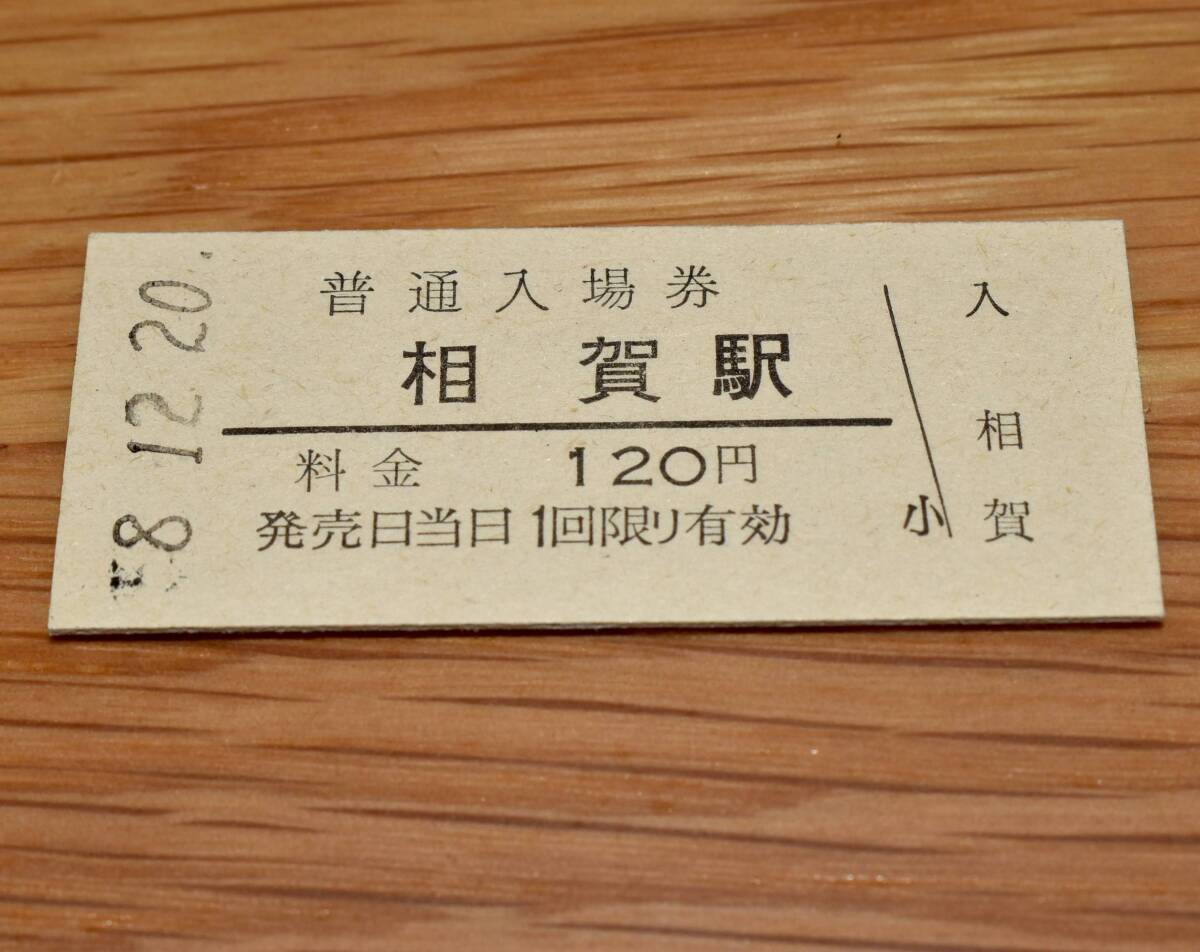 普通入場券
相賀駅
料金 120円
発売日当日1回限り有効
小
入
相
賀
58.12.20.